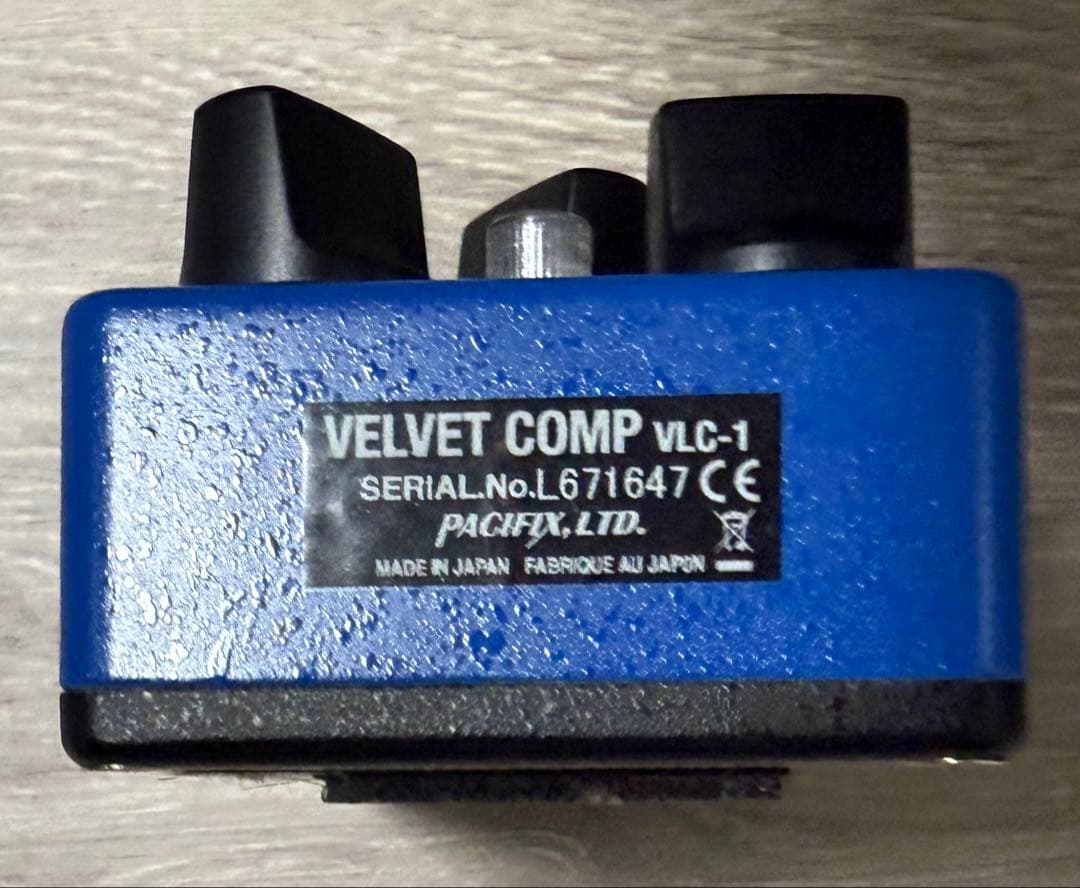 VELVET COMP VLC-1
SERIAL.No.L671647 CE
PACIFIX, LTD.
MADE IN JAPAN FABRIQUE AU JAPON